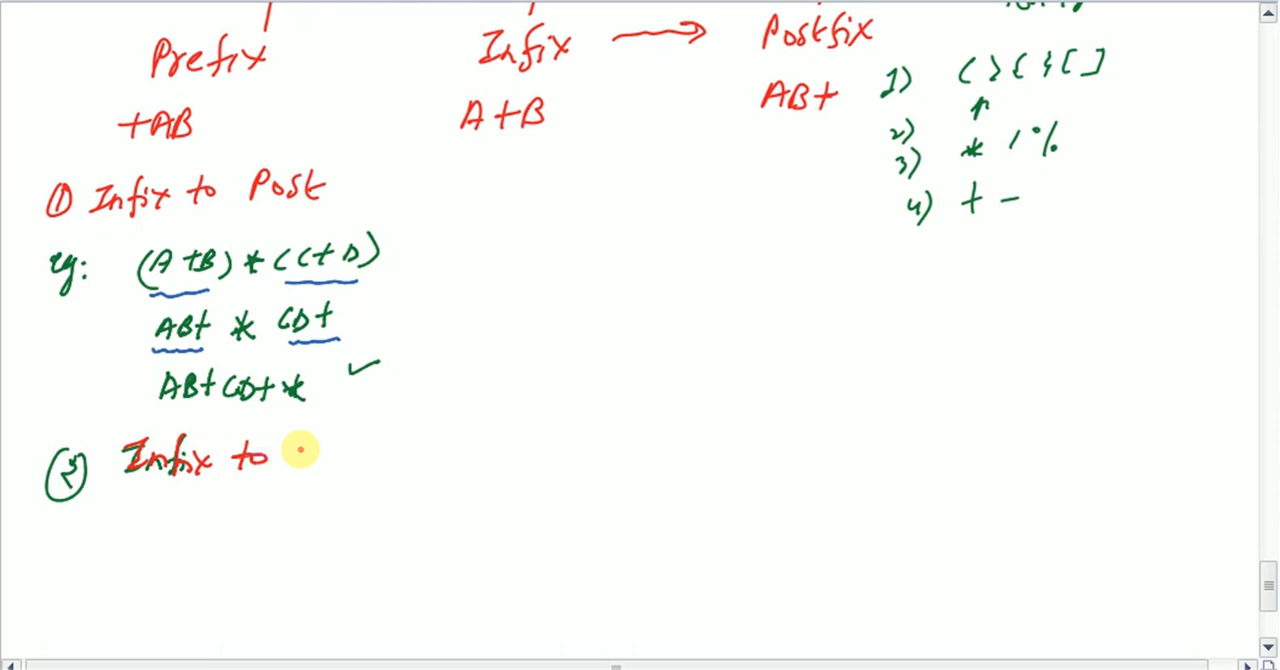 Prefix Infix → Postfix
+AB A+B AB+
1) ( ) { } [ ]
2) ↑
3) * / %
4) + -
① Infix to Post
eg: (A+B) * (C+D)
AB+ * CD+
AB+CD+* ✓
② Infix to